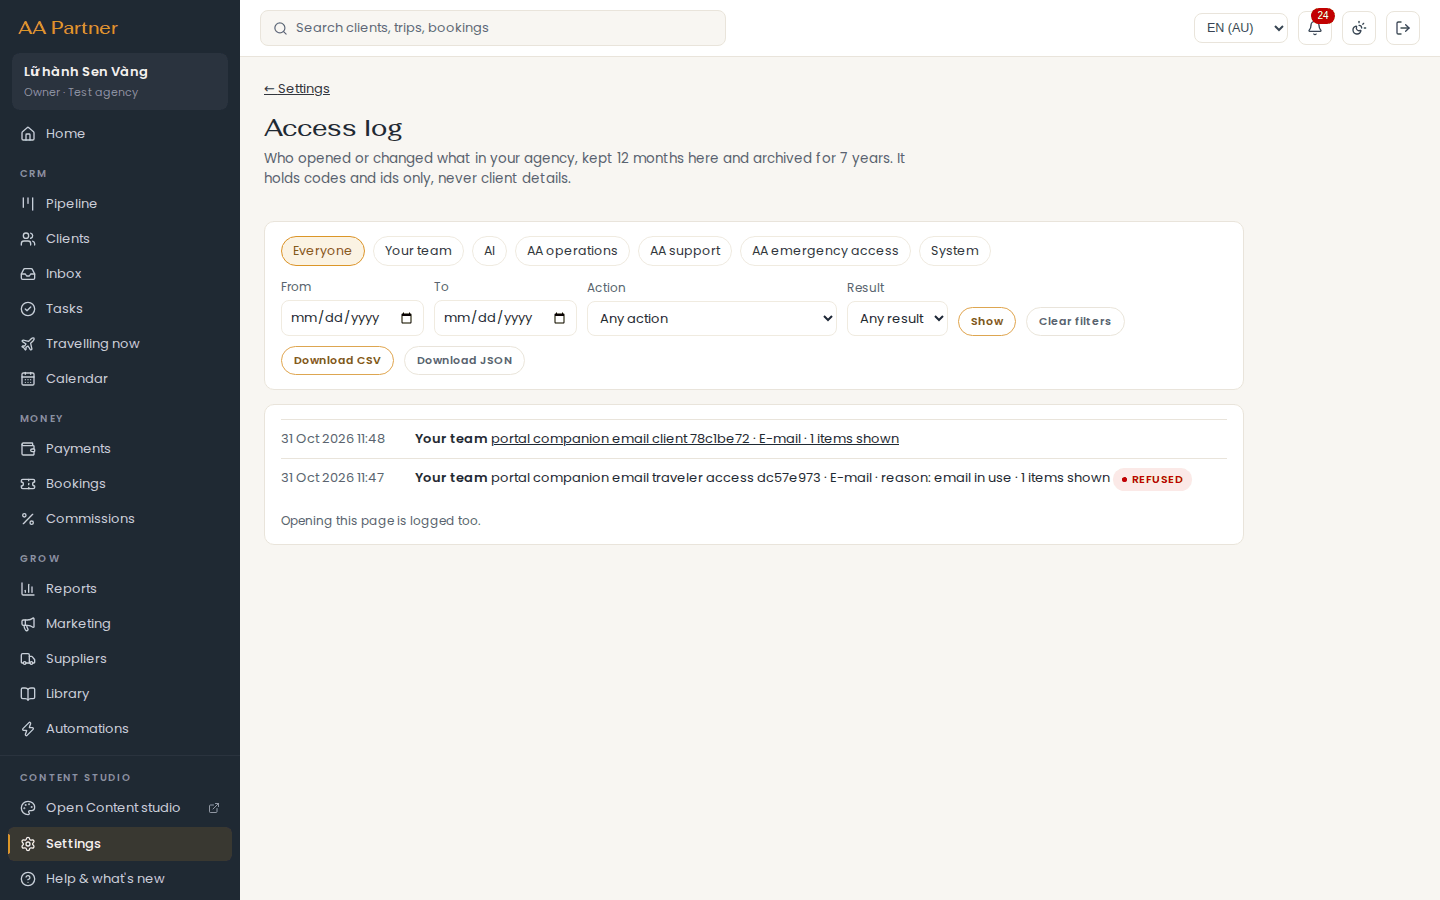 AA Partner
Lữ hành Sen Vàng
Owner · Test agency
Home
CRM
Pipeline
Clients
Inbox
Tasks
Travelling now
Calendar
MONEY
Payments
Bookings
Commissions
GROW
Reports
Marketing
Suppliers
Library
Automations
CONTENT STUDIO
Open Content studio
Settings
Help & what's new
Search clients, trips, bookings
EN (AU)
24
← Settings
Access log
Who opened or changed what in your agency, kept 12 months here and archived for 7 years. It
holds codes and ids only, never client details.
Everyone Your team AI AA operations AA support AA emergency access System
From To Action Result
mm/dd/yyyy mm/dd/yyyy Any action Any result Show Clear filters
Download CSV Download JSON
31 Oct 2026 11:48 Your team portal companion email client 78c1be72 · E-mail · 1 items shown
31 Oct 2026 11:47 Your team portal companion email traveler access dc57e973 · E-mail · reason: email in use · 1 items shown REFUSED
Opening this page is logged too.